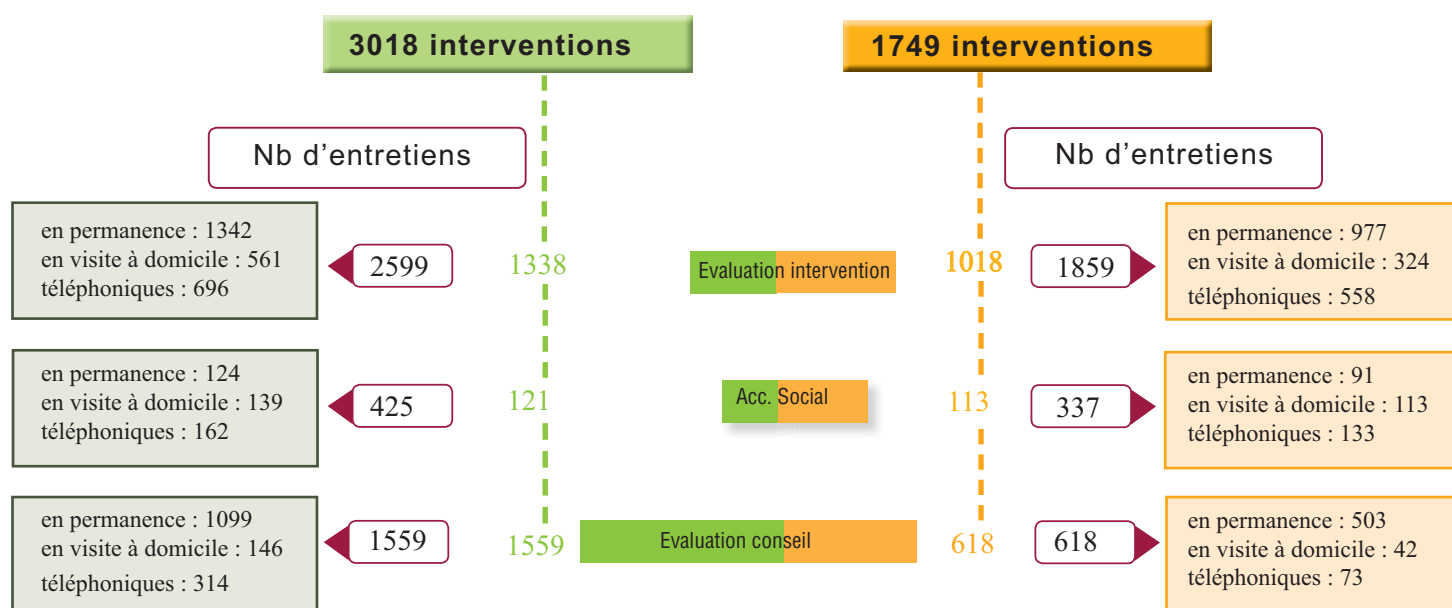 3018 interventions
1749 interventions
Nb d’entretiens
Nb d’entretiens
en permanence : 1342
en visite à domicile : 561
téléphoniques : 696
2599
1338
Evaluation intervention
1018
1859
en permanence : 977
en visite à domicile : 324
téléphoniques : 558
en permanence : 124
en visite à domicile : 139
téléphoniques : 162
425
121
Acc. Social
113
337
en permanence : 91
en visite à domicile : 113
téléphoniques : 133
en permanence : 1099
en visite à domicile : 146
téléphoniques : 314
1559
1559
Evaluation conseil
618
618
en permanence : 503
en visite à domicile : 42
téléphoniques : 73